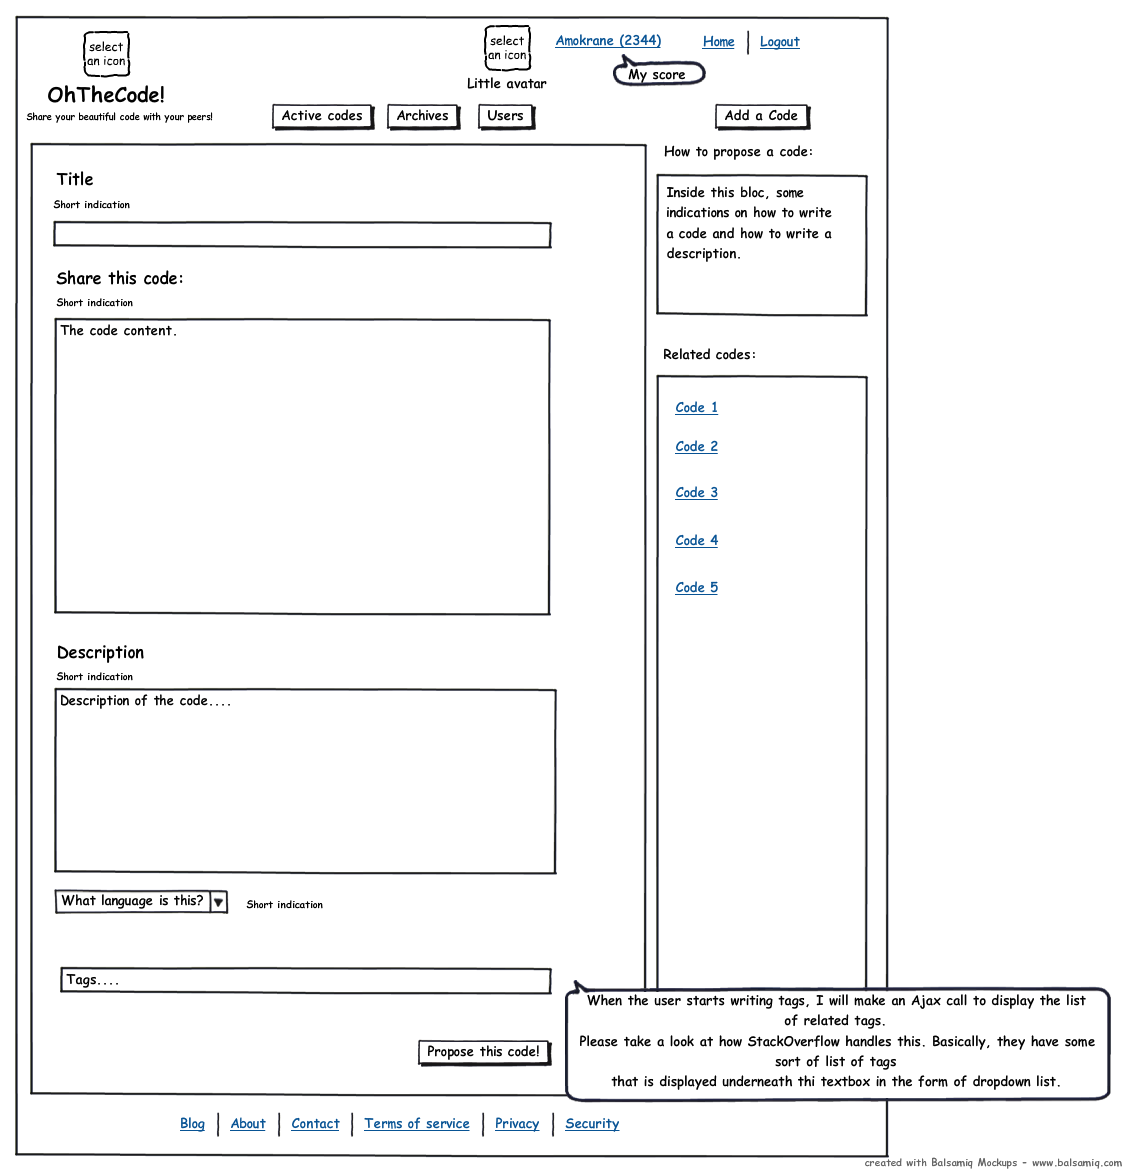 select
an icon
OhTheCode!
Share your beautiful code with your peers!
select
an icon
Little avatar
Amokrane (2344)
My score
Home
Logout
Active codes
Archives
Users
Add a Code
Title
Short indication
Share this code:
Short indication
The code content.
Description
Short indication
Description of the code....
What language is this?
Short indication
Tags....
Propose this code!
How to propose a code:
Inside this bloc, some
indications on how to write
a code and how to write a
description.
Related codes:
Code 1
Code 2
Code 3
Code 4
Code 5
When the user starts writing tags, I will make an Ajax call to display the list
of related tags.
Please take a look at how StackOverflow handles this. Basically, they have some
sort of list of tags
that is displayed underneath thi textbox in the form of dropdown list.
Blog
About
Contact
Terms of service
Privacy
Security
created with Balsamiq Mockups - www.balsamiq.com